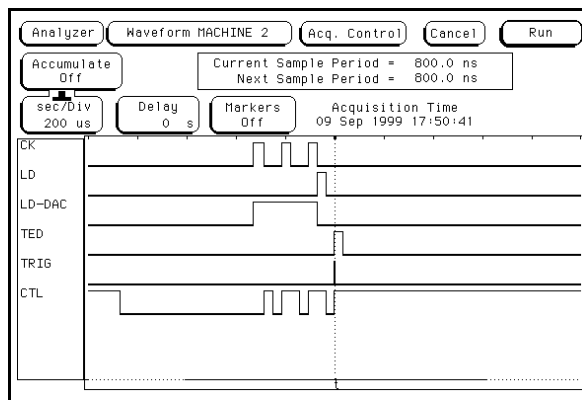 Analyzer Waveform MACHINE 2 Acq. Control Cancel Run
Accumulate
Off
Current Sample Period = 800.0 ns
Next Sample Period = 800.0 ns
sec/Div
200 us
Delay
0 s
Markers
Off
Acquisition Time
09 Sep 1999 17:50:41
CK
LD
LD-DAC
TED
TRIG
CTL
t